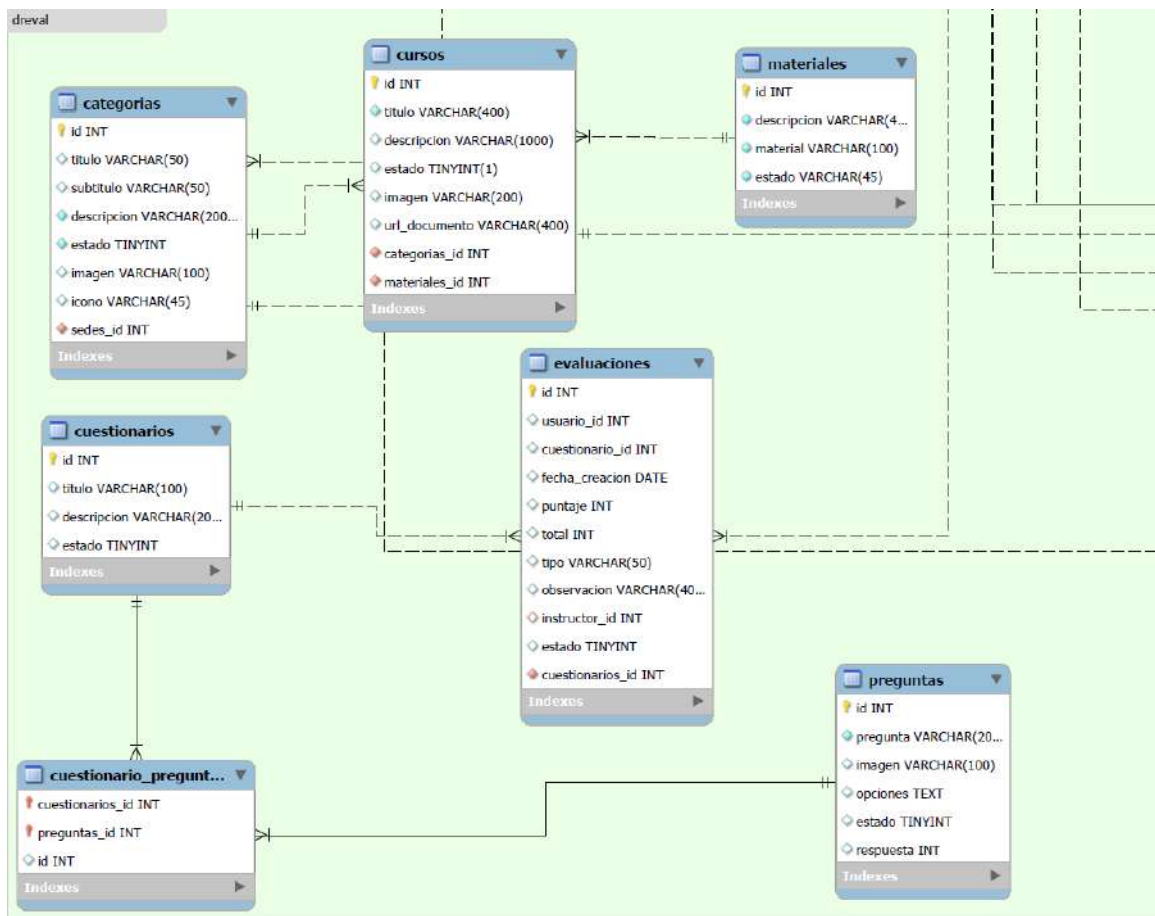 dreval
cursos
id INT
titulo VARCHAR(400)
descripcion VARCHAR(1000)
estado TINYINT(1)
imagen VARCHAR(200)
url_documento VARCHAR(400)
categorias_id INT
materiales_id INT
Indexes
materiales
id INT
descripcion VARCHAR(4...
material VARCHAR(100)
estado VARCHAR(45)
Indexes
categorias
id INT
titulo VARCHAR(50)
subtitulo VARCHAR(50)
descripcion VARCHAR(200...
estado TINYINT
imagen VARCHAR(100)
icono VARCHAR(45)
sedes_id INT
Indexes
evaluaciones
id INT
usuario_id INT
cuestionario_id INT
fecha_creacion DATE
puntaje INT
total INT
tipo VARCHAR(50)
observacion VARCHAR(40...
instructor_id INT
estado TINYINT
cuestionarios_id INT
Indexes
cuestionarios
id INT
titulo VARCHAR(100)
descripcion VARCHAR(20...
estado TINYINT
Indexes
preguntas
id INT
pregunta VARCHAR(20...
imagen VARCHAR(100)
opciones TEXT
estado TINYINT
respuesta INT
Indexes
cuestionario_pregunt...
cuestionarios_id INT
preguntas_id INT
id INT
Indexes